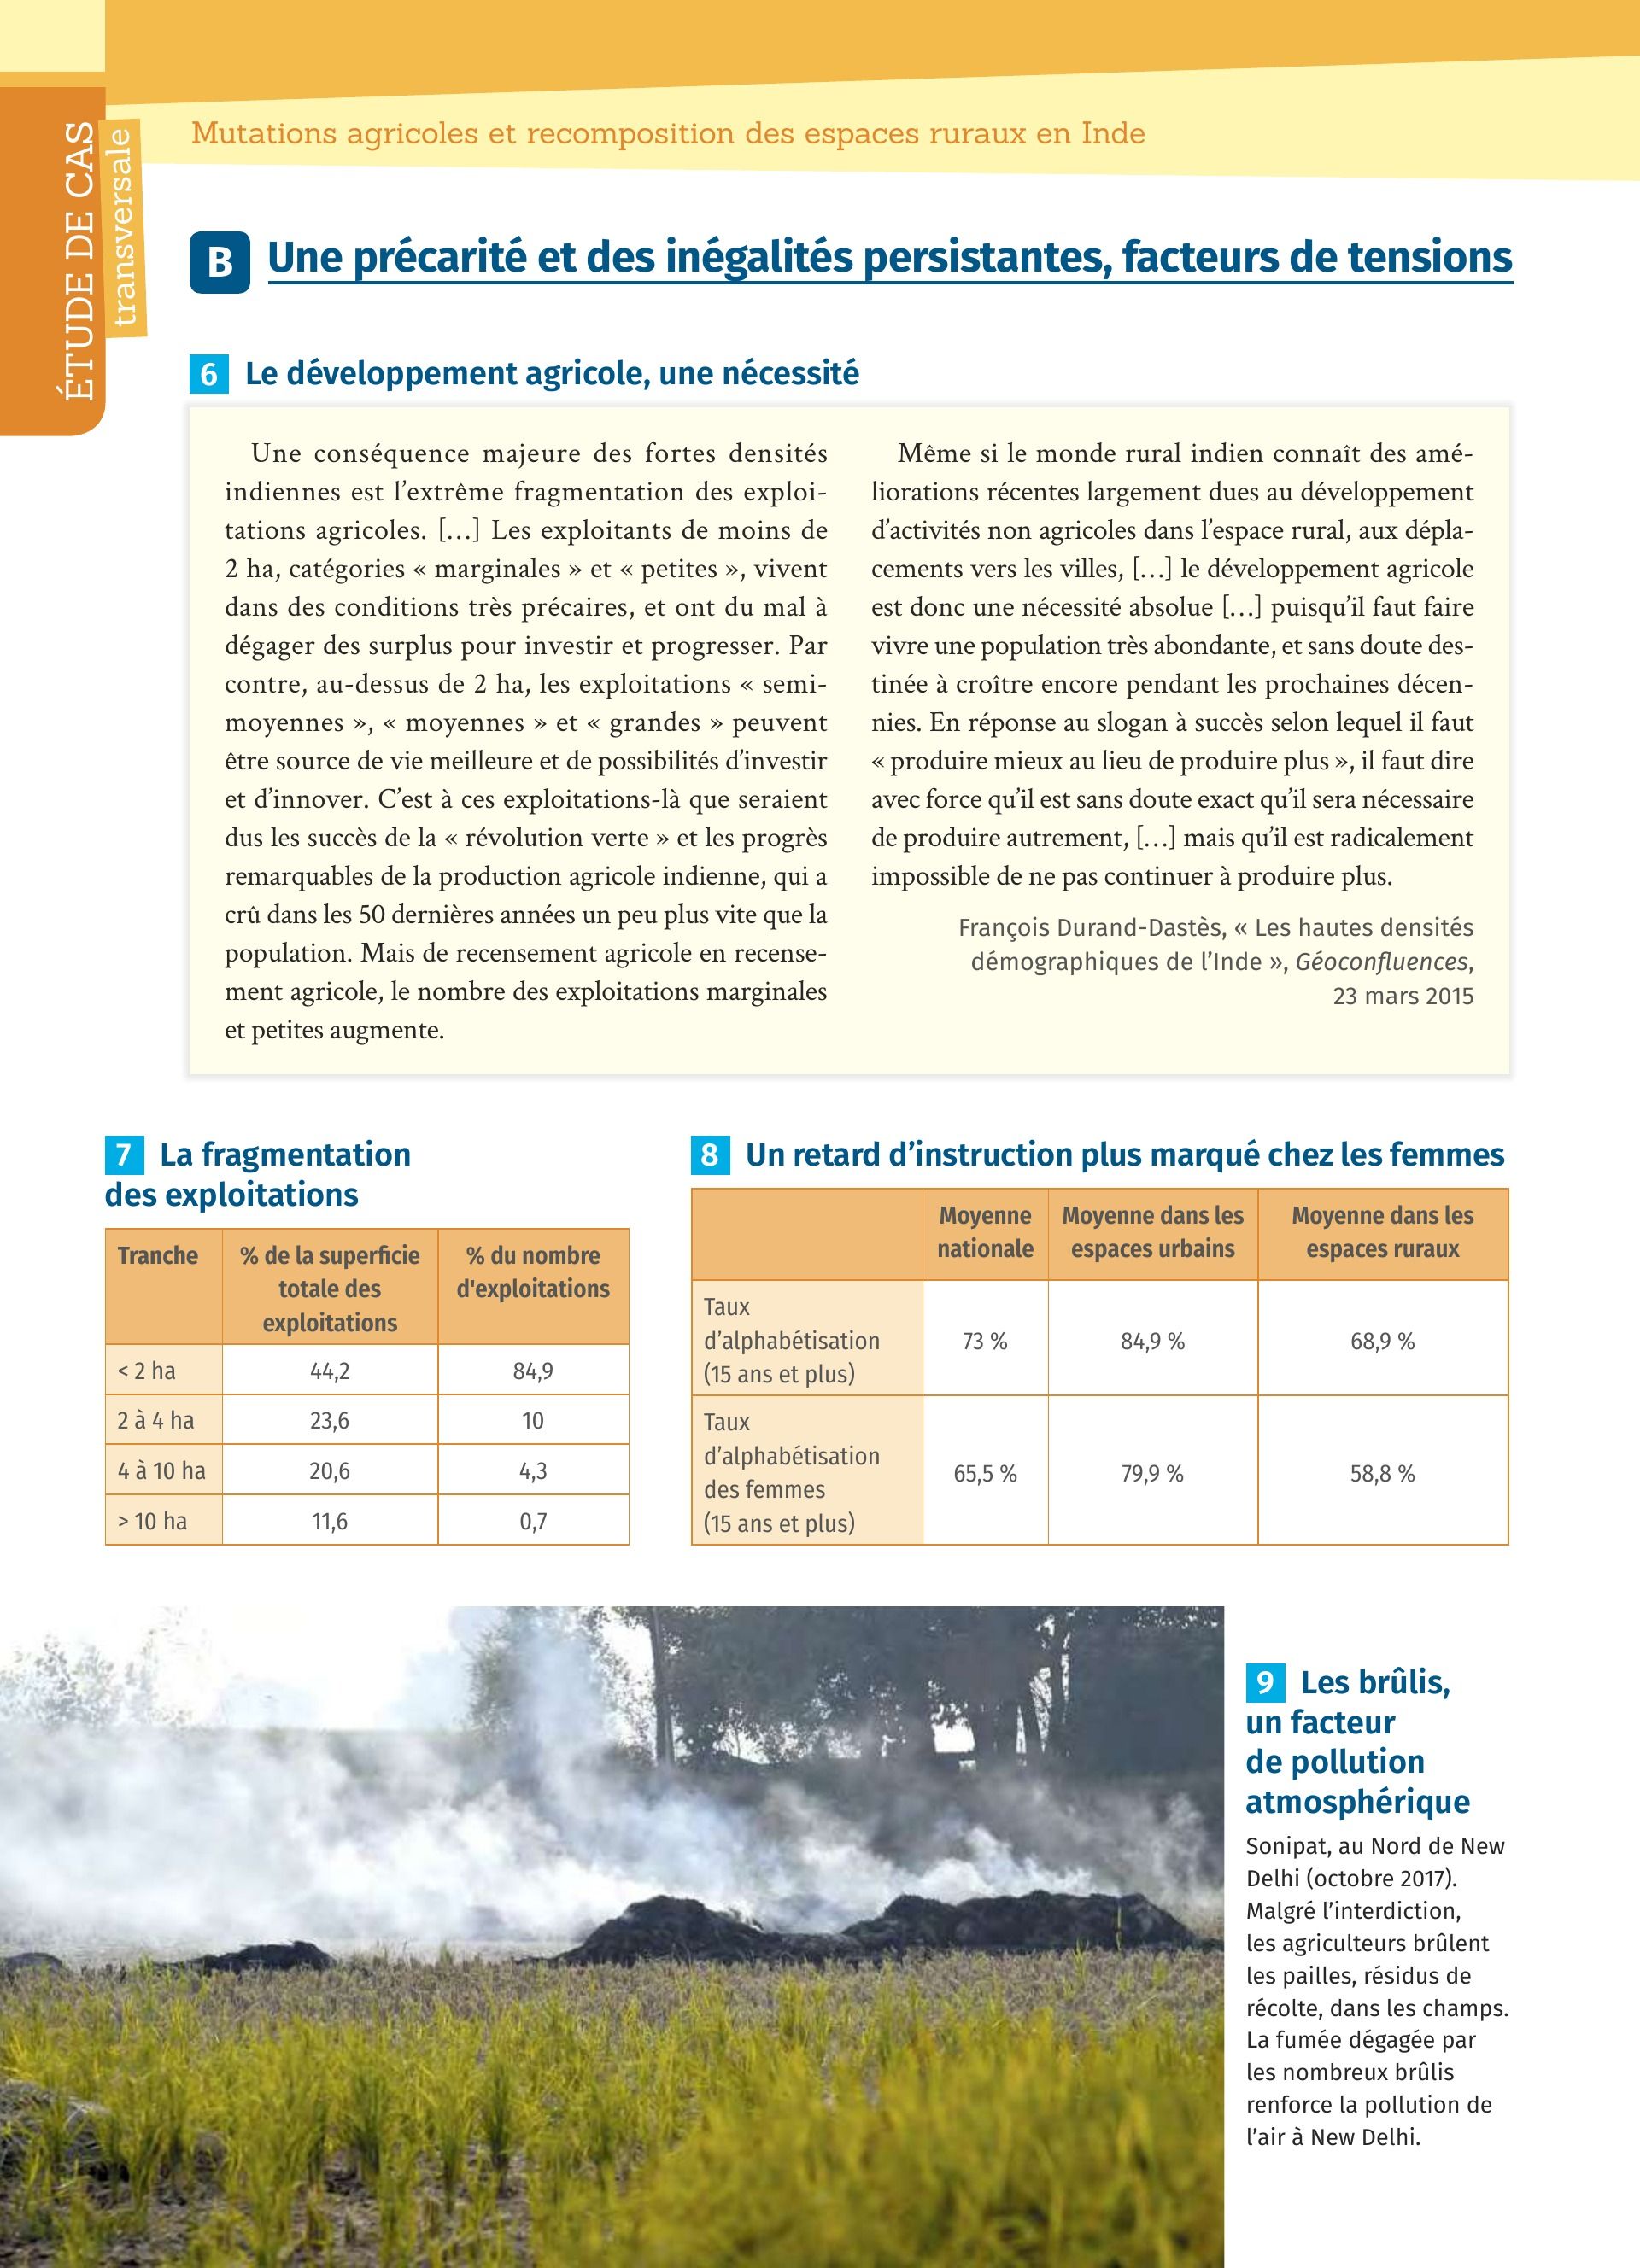 Mutations agricoles et recomposition des espaces ruraux en Inde
ÉTUDE DE CAS
transversale
B Une précarité et des inégalités persistantes, facteurs de tensions
6 Le développement agricole, une nécessité
Une conséquence majeure des fortes densités
indiennes est l’extrême fragmentation des exploi-
tations agricoles. […] Les exploitants de moins de
2 ha, catégories « marginales » et « petites », vivent
dans des conditions très précaires, et ont du mal à
dégager des surplus pour investir et progresser. Par
contre, au-dessus de 2 ha, les exploitations « semi-
moyennes », « moyennes » et « grandes » peuvent
être source de vie meilleure et de possibilités d’investir
et d’innover. C’est à ces exploitations-là que seraient
dus les succès de la « révolution verte » et les progrès
remarquables de la production agricole indienne, qui a
crû dans les 50 dernières années un peu plus vite que la
population. Mais de recensement agricole en recense-
ment agricole, le nombre des exploitations marginales
et petites augmente.
Même si le monde rural indien connaît des amé-
liorations récentes largement dues au développement
d’activités non agricoles dans l’espace rural, aux dépla-
cements vers les villes, […] le développement agricole
est donc une nécessité absolue […] puisqu’il faut faire
vivre une population très abondante, et sans doute des-
tinée à croître encore pendant les prochaines décen-
nies. En réponse au slogan à succès selon lequel il faut
« produire mieux au lieu de produire plus », il faut dire
avec force qu’il est sans doute exact qu’il sera nécessaire
de produire autrement, […] mais qu’il est radicalement
impossible de ne pas continuer à produire plus.
François Durand-Dastès, « Les hautes densités
démographiques de l’Inde », Géoconfluences,
23 mars 2015
7 La fragmentation
des exploitations
Tranche % de la superficie totale des exploitations % du nombre d'exploitations
< 2 ha 44,2 84,9
2 à 4 ha 23,6 10
4 à 10 ha 20,6 4,3
> 10 ha 11,6 0,7
8 Un retard d’instruction plus marqué chez les femmes
Moyenne nationale Moyenne dans les espaces urbains Moyenne dans les espaces ruraux
Taux d’alphabétisation (15 ans et plus) 73 % 84,9 % 68,9 %
Taux d’alphabétisation des femmes (15 ans et plus) 65,5 % 79,9 % 58,8 %
9 Les brûlis,
un facteur
de pollution
atmosphérique
Sonipat, au Nord de New
Delhi (octobre 2017).
Malgré l’interdiction,
les agriculteurs brûlent
les pailles, résidus de
récolte, dans les champs.
La fumée dégagée par
les nombreux brûlis
renforce la pollution de
l’air à New Delhi.